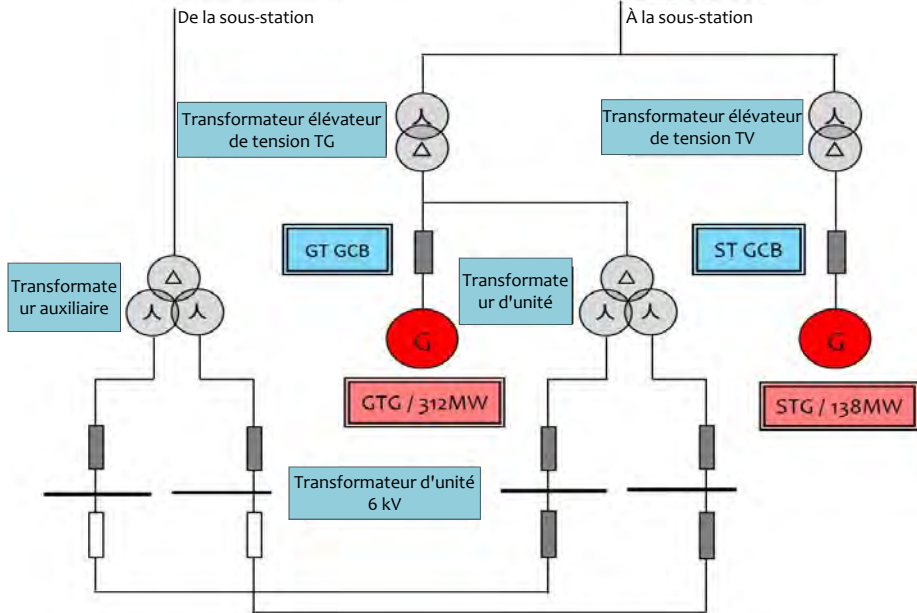 De la sous-station
À la sous-station
Transformateur élévateur
de tension TG
Transformateur élévateur
de tension TV
GT GCB
ST GCB
Transformate
ur auxiliaire
Transformate
ur d'unité
G
G
GTG / 312MW
STG / 138MW
Transformateur d'unité
6 kV